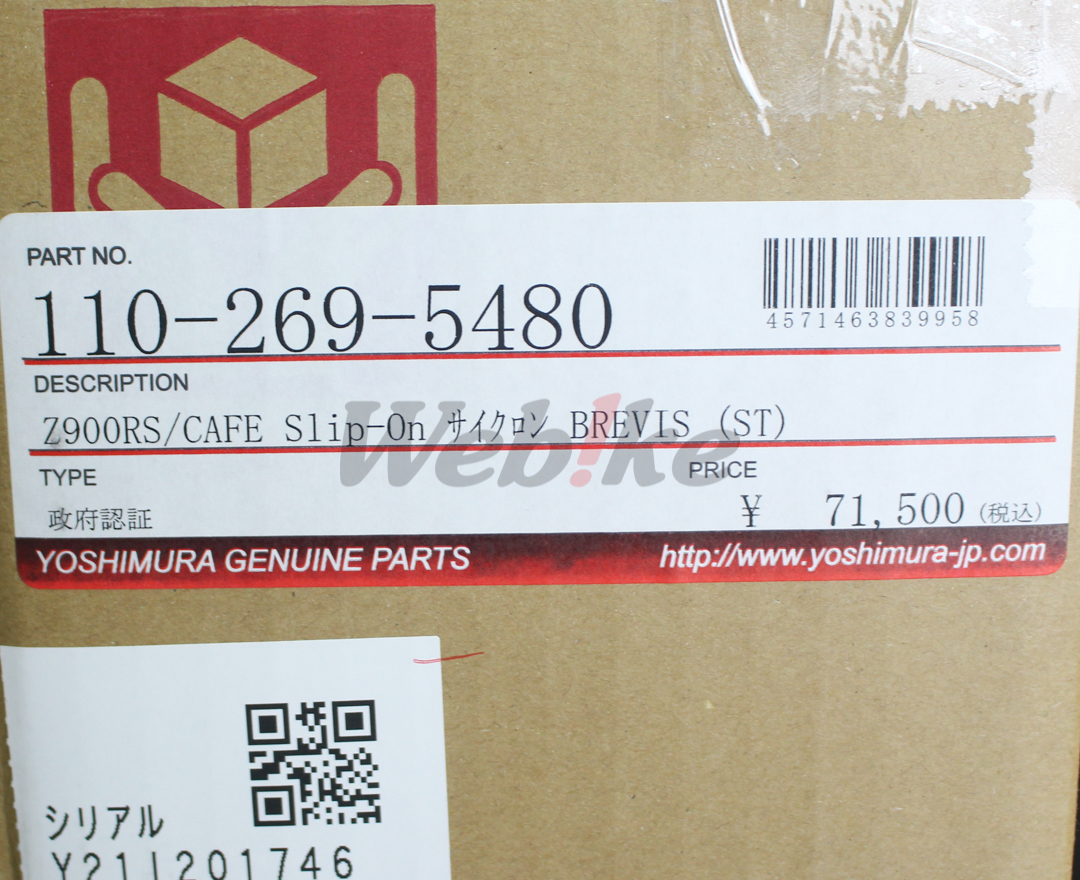 PART NO.
110-269-5480
4571463839958
DESCRIPTION
Z900RS/CAFE Slip-On ｻｲｸﾛﾝ BREVIS (ST)
Web!ke
TYPE
PRICE
政府認証
¥ 71,500 (税込)
YOSHIMURA GENUINE PARTS
http://www.yoshimura-jp.com
シリアル
Y211201746